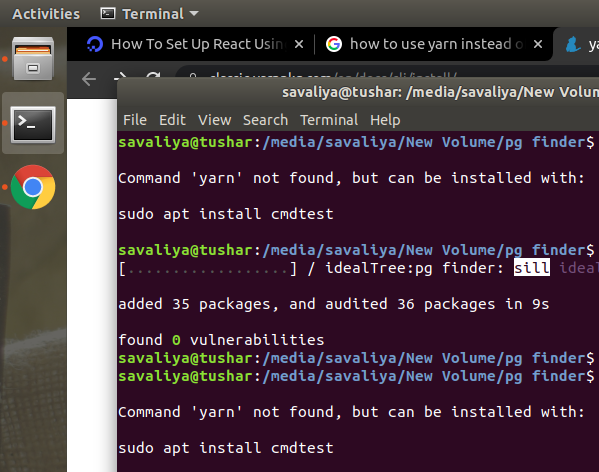 Activities
Terminal
How To Set Up React Usin
how to use yarn instead o
ya
savaliya@tushar: /media/savaliya/New Volum
File Edit View Search Terminal Help
savaliya@tushar:/media/savaliya/New Volume/pg finder$
Command 'yarn' not found, but can be installed with:
sudo apt install cmdtest
savaliya@tushar:/media/savaliya/New Volume/pg finder$
[..................] / idealTree:pg finder: sill ideal
added 35 packages, and audited 36 packages in 9s
found 0 vulnerabilities
savaliya@tushar:/media/savaliya/New Volume/pg finder$
savaliya@tushar:/media/savaliya/New Volume/pg finder$
Command 'yarn' not found, but can be installed with:
sudo apt install cmdtest